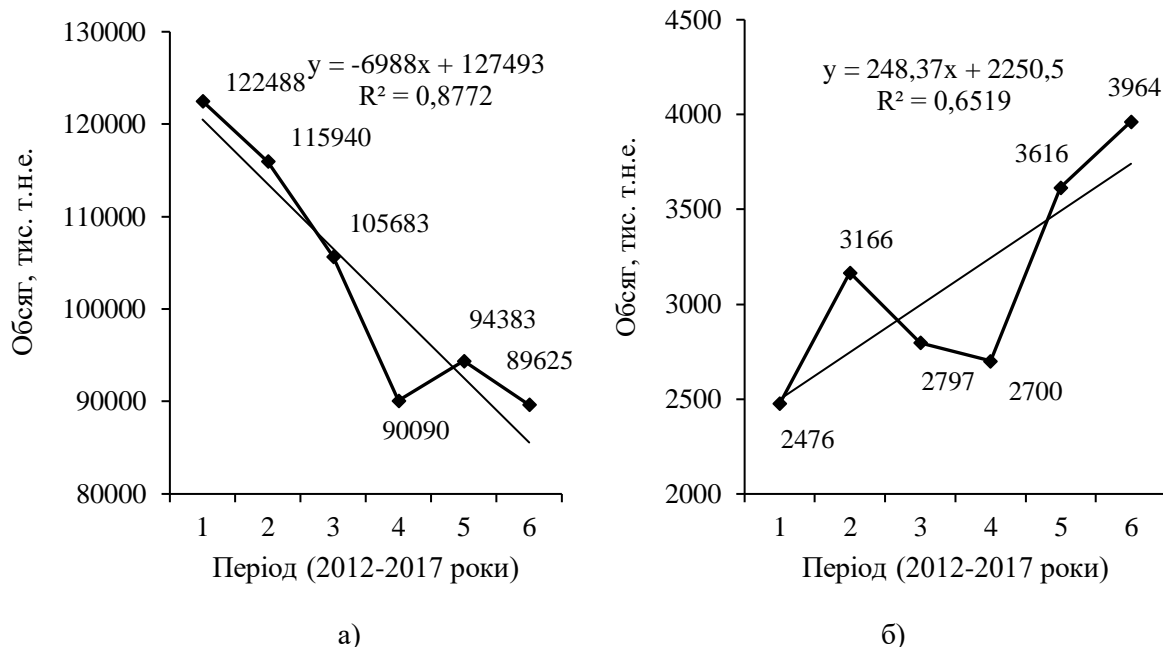 130000
120000
110000
100000
90000
80000
Обсяг, тис. т.н.е.
y = -6988x + 127493
R² = 0,8772
122488
115940
105683
90090
94383
89625
1 2 3 4 5 6
Період (2012-2017 роки)
а)
4500
4000
3500
3000
2500
2000
Обсяг, тис. т.н.е.
y = 248,37x + 2250,5
R² = 0,6519
2476
3166
2797
2700
3616
3964
1 2 3 4 5 6
Період (2012-2017 роки)
б)